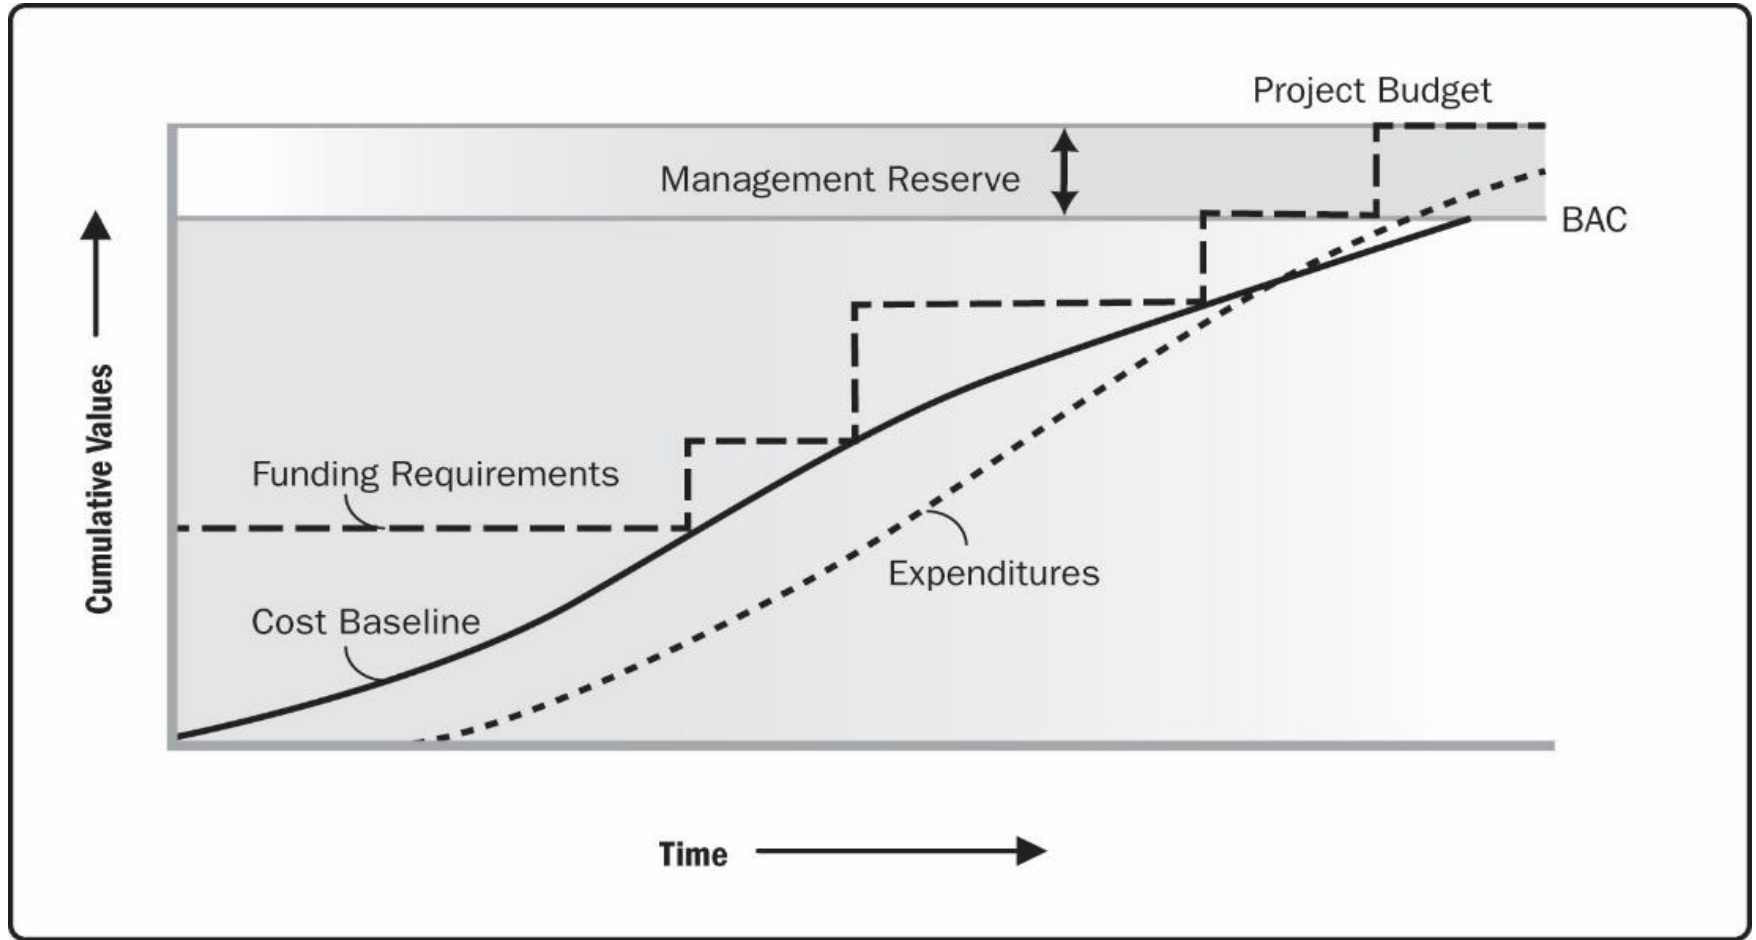 Project Budget
Management Reserve
BAC
Cumulative Values
Funding Requirements
Expenditures
Cost Baseline
Time